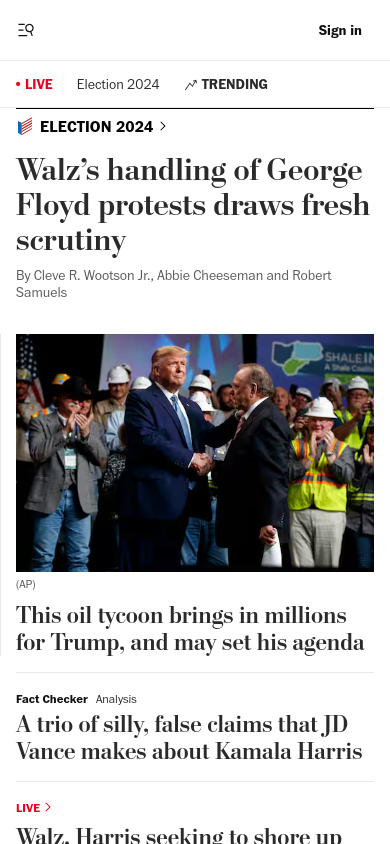 Sign in
LIVE
Election 2024
TRENDING
ELECTION 2024
Walz’s handling of George
Floyd protests draws fresh
scrutiny
By Cleve R. Wootson Jr., Abbie Cheeseman and Robert
Samuels
SHALE IN
A Shale Coalit
(AP)
This oil tycoon brings in millions
for Trump, and may set his agenda
Fact Checker Analysis
A trio of silly, false claims that JD
Vance makes about Kamala Harris
LIVE
Walz, Harris seeking to shore up